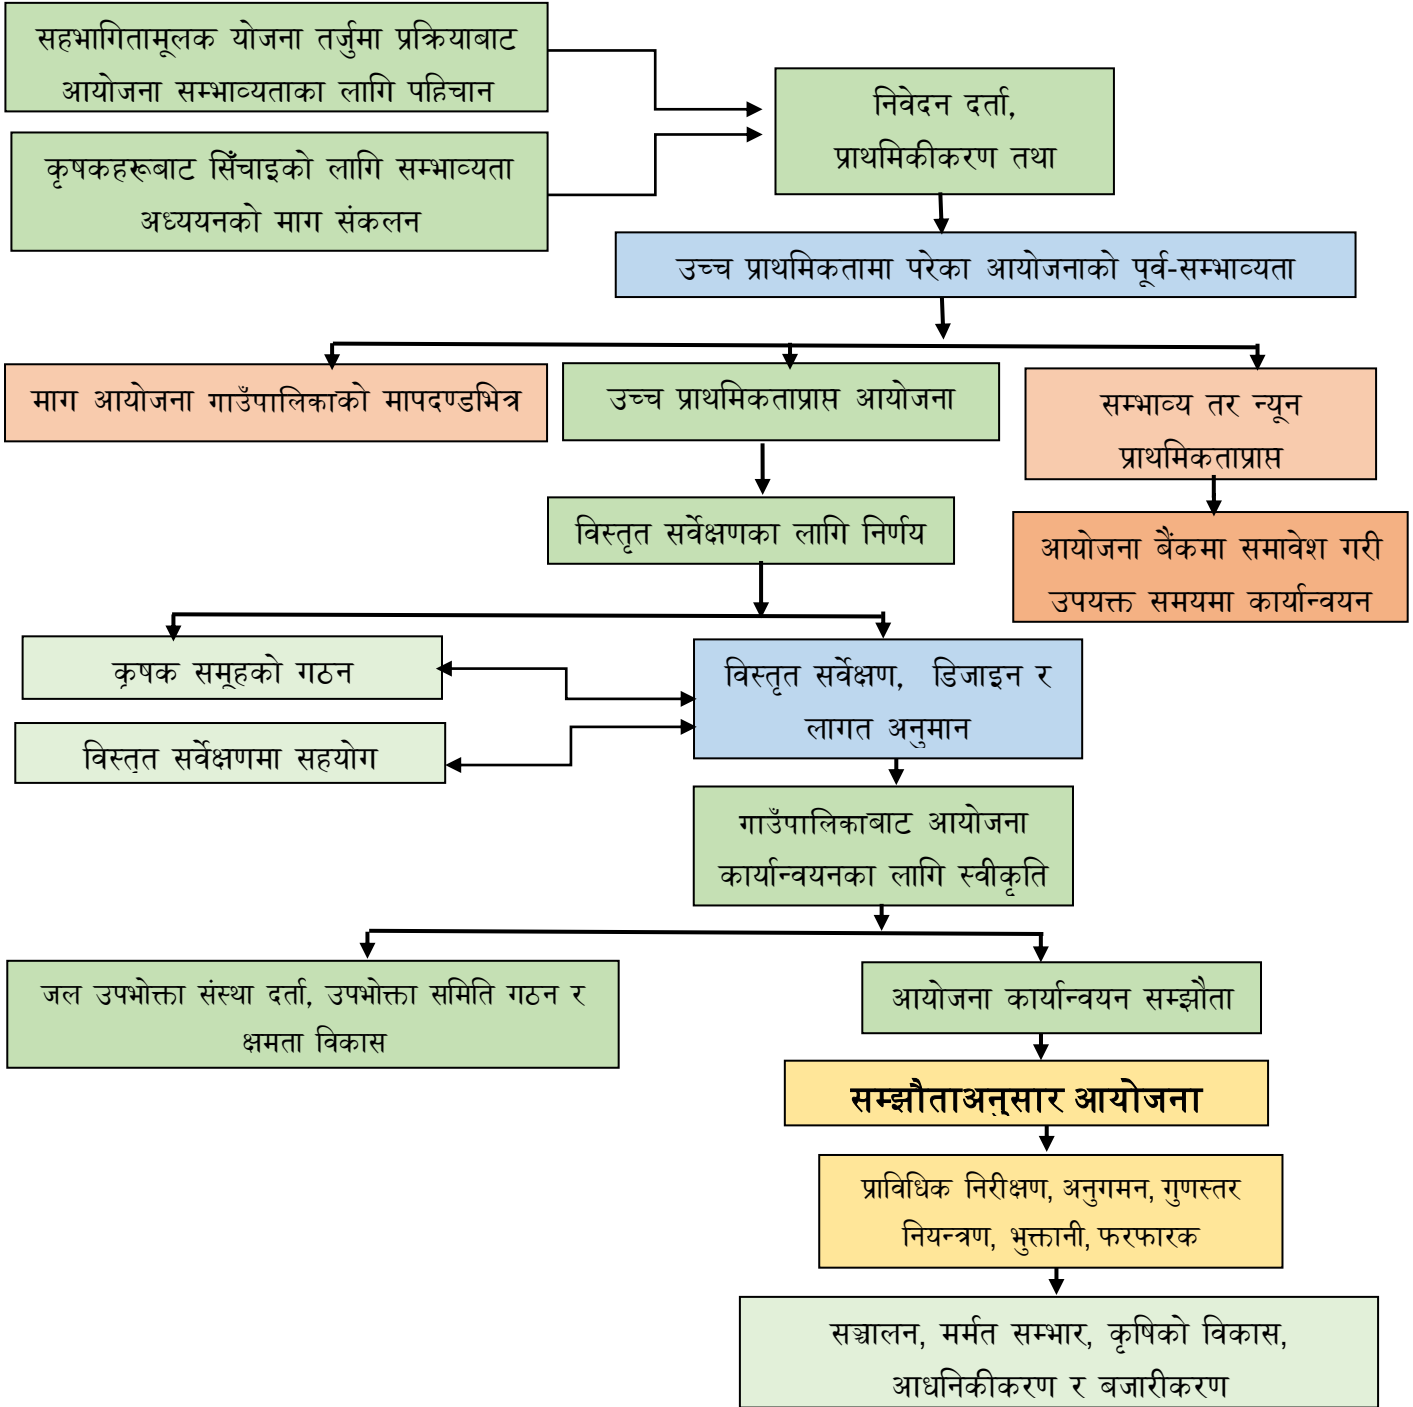 सहभागितामूलक योजना तर्जुमा प्रक्रियाबाट
आयोजना सम्भाव्यताका लागि पहिचान
कृषकहरूबाट सिँचाइको लागि सम्भाव्यता
अध्ययनको माग संकलन
निवेदन दर्ता,
प्राथमिकीकरण तथा
उच्च प्राथमिकतामा परेका आयोजनाको पूर्व-सम्भाव्यता
माग आयोजना गाउँपालिकाको मापदण्डभित्र
उच्च प्राथमिकताप्राप्त आयोजना
सम्भाव्य तर न्यून
प्राथमिकताप्राप्त
विस्तृत सर्वेक्षणका लागि निर्णय
आयोजना बैंकमा समावेश गरी
उपयक्त समयमा कार्यान्वयन
कृषक समूहको गठन
विस्तृत सर्वेक्षणमा सहयोग
विस्तृत सर्वेक्षण, डिजाइन र
लागत अनुमान
गाउँपालिकाबाट आयोजना
कार्यान्वयनका लागि स्वीकृति
जल उपभोक्ता संस्था दर्ता, उपभोक्ता समिति गठन र
क्षमता विकास
आयोजना कार्यान्वयन सम्झौता
सम्झौताअनुसार आयोजना
प्राविधिक निरीक्षण, अनुगमन, गुणस्तर
नियन्त्रण, भुक्तानी, फरफारक
सञ्चालन, मर्मत सम्भार, कृषिको विकास,
आधनिकीकरण र बजारीकरण